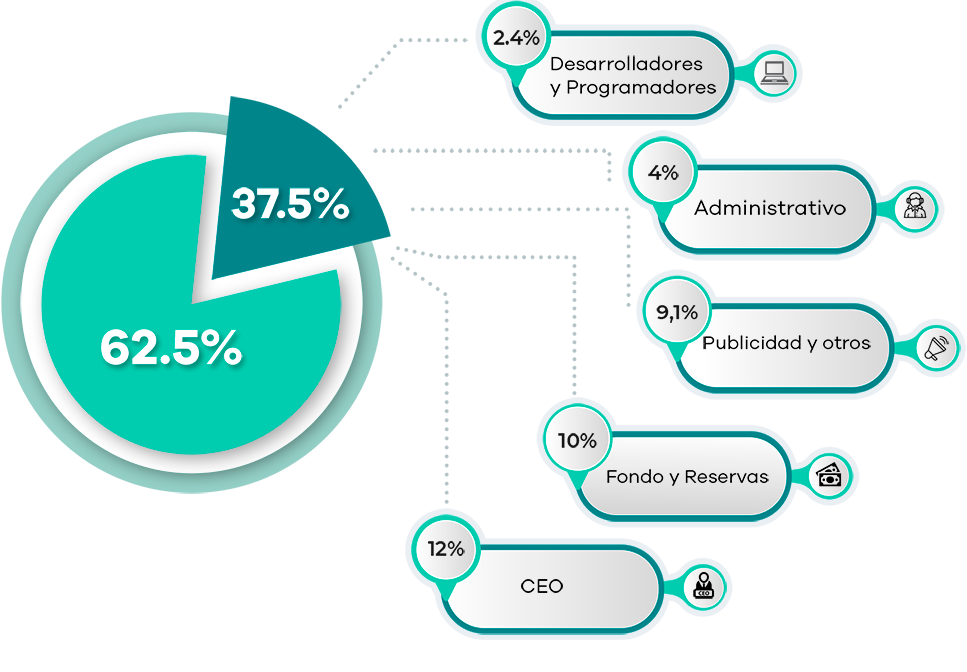 37.5%
62.5%
2.4%
Desarrolladores
y Programadores
4%
Administrativo
9,1%
Publicidad y otros
10%
Fondo y Reservas
12%
CEO
CEO